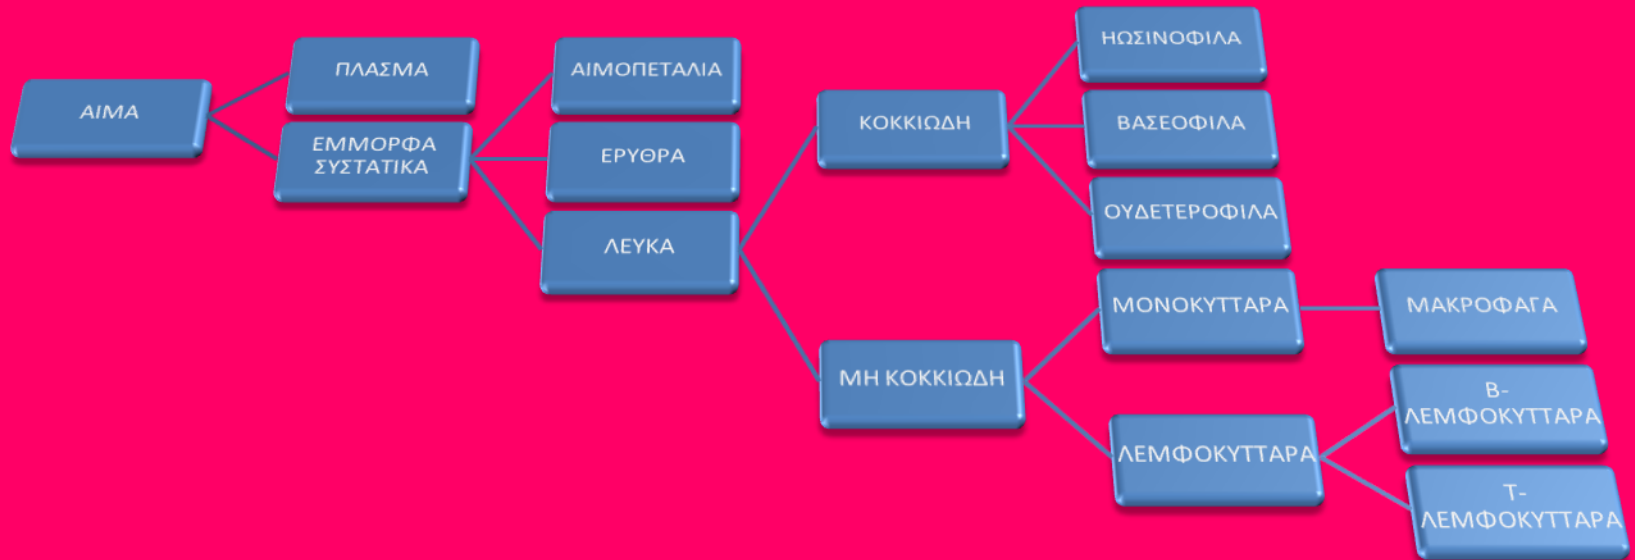 ΑΙΜΑ
ΠΛΑΣΜΑ
ΕΜΜΟΡΦΑ
ΣΥΣΤΑΤΙΚΑ
ΑΙΜΟΠΕΤΑΛΙΑ
ΕΡΥΘΡΑ
ΛΕΥΚΑ
ΚΟΚΚΙΩΔΗ
ΗΩΣΙΝΟΦΙΛΑ
ΒΑΣΕΟΦΙΛΑ
ΟΥΔΕΤΕΡΟΦΙΛΑ
ΜΗ ΚΟΚΚΙΩΔΗ
ΜΟΝΟΚΥΤΤΑΡΑ
ΜΑΚΡΟΦΑΓΑ
ΛΕΜΦΟΚΥΤΤΑΡΑ
Β-
ΛΕΜΦΟΚΥΤΤΑΡΑ
Τ-
ΛΕΜΦΟΚΥΤΤΑΡΑ